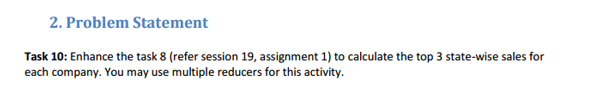 2. Problem Statement
Task 10: Enhance the task 8 (refer session 19, assignment 1) to calculate the top 3 state-wise sales for
each company. You may use multiple reducers for this activity.